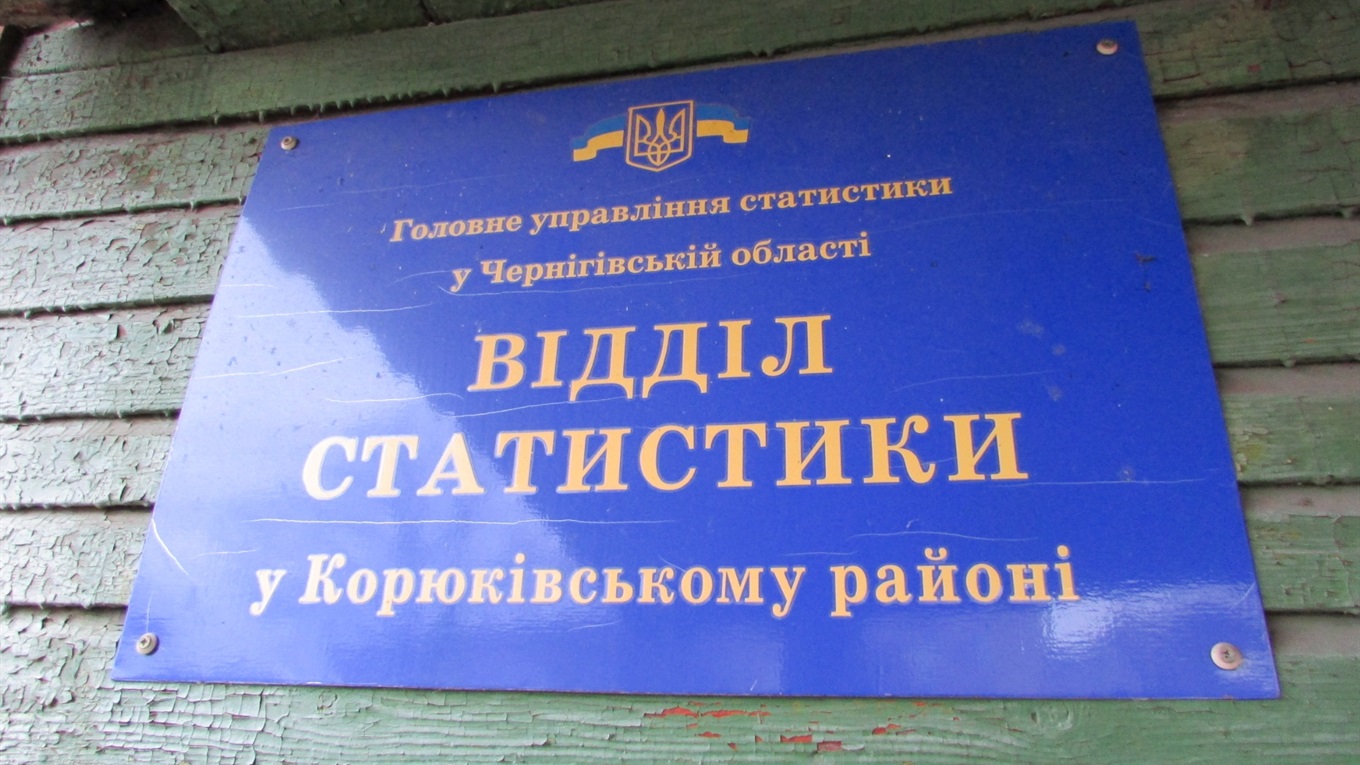 Головне управління статистики
у Чернігівській області
ВІДДІЛ
СТАТИСТИКИ
у Корюківському районі